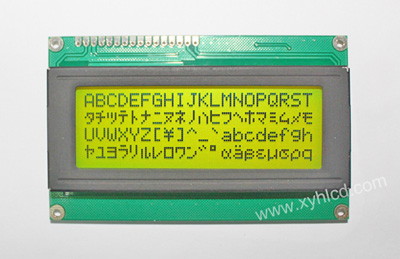 ABCDEFGHIJKLMNOPQRST
タチツテトナニヌネノハヒフヘホマミムメモ
UVWXYZ[¥]^_`abcdefgh
ヤユヨラリルレロワン゛゜αäβεμσρq
www.xyhlcd.com